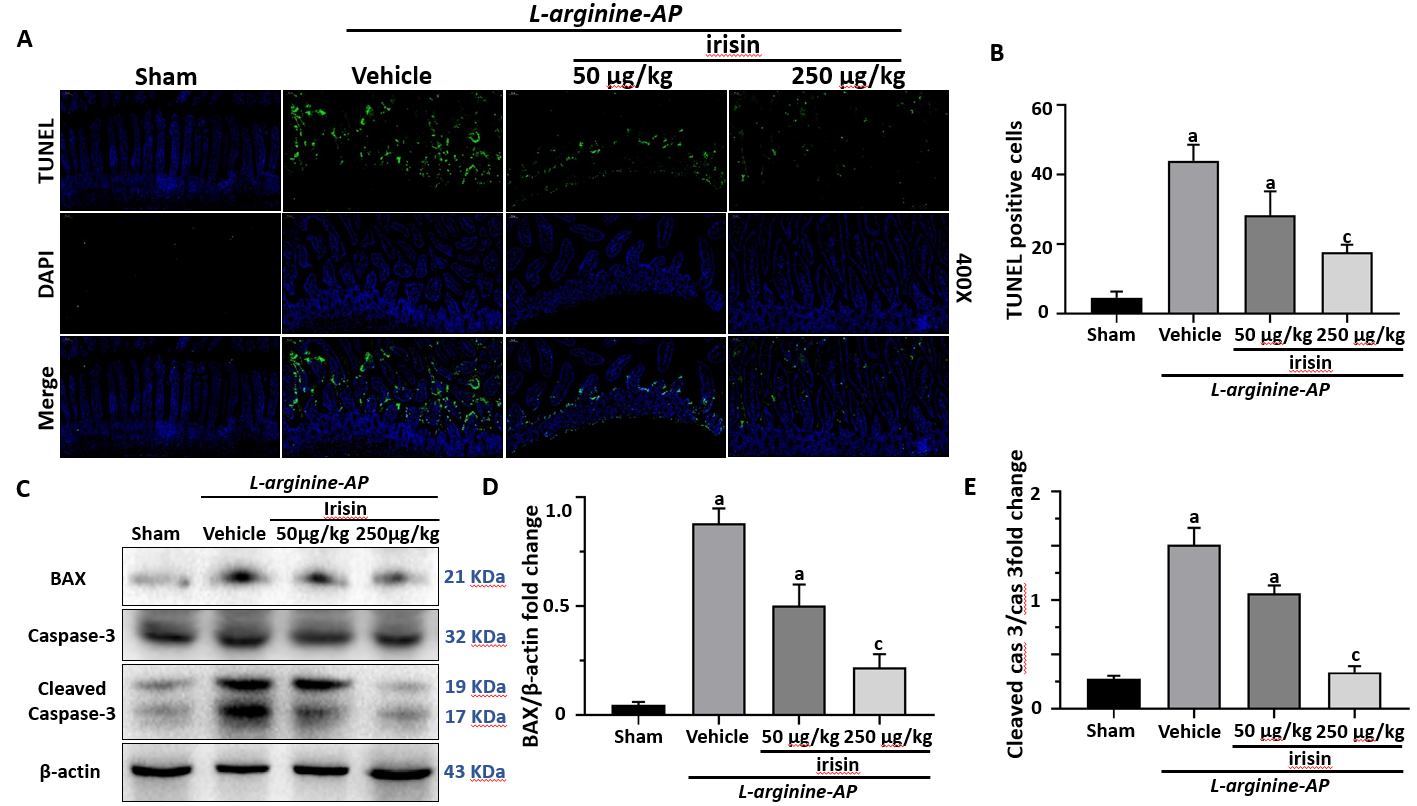 A
L-arginine-AP
irisin
Sham
Vehicle
50 µg/kg
250 µg/kg
TUNEL
DAPI
Merge
400X
B
TUNEL positive cells
60
40
20
0
Sham
Vehicle
50 µg/kg
250 µg/kg
irisin
L-arginine-AP
a
a
c
C
L-arginine-AP
Irisin
Sham
Vehicle
50µg/kg
250µg/kg
BAX
21 KDa
Caspase-3
32 KDa
Cleaved
19 KDa
Caspase-3
17 KDa
β-actin
43 KDa
D
BAX/β-actin fold change
1.0
0.5
0
a
a
c
Sham
Vehicle
50 µg/kg
250 µg/kg
irisin
L-arginine-AP
E
Cleaved cas 3/cas 3fold change
2
1
0
a
a
c
Sham
Vehicle
50 µg/kg
250 µg/kg
irisin
L-arginine-AP